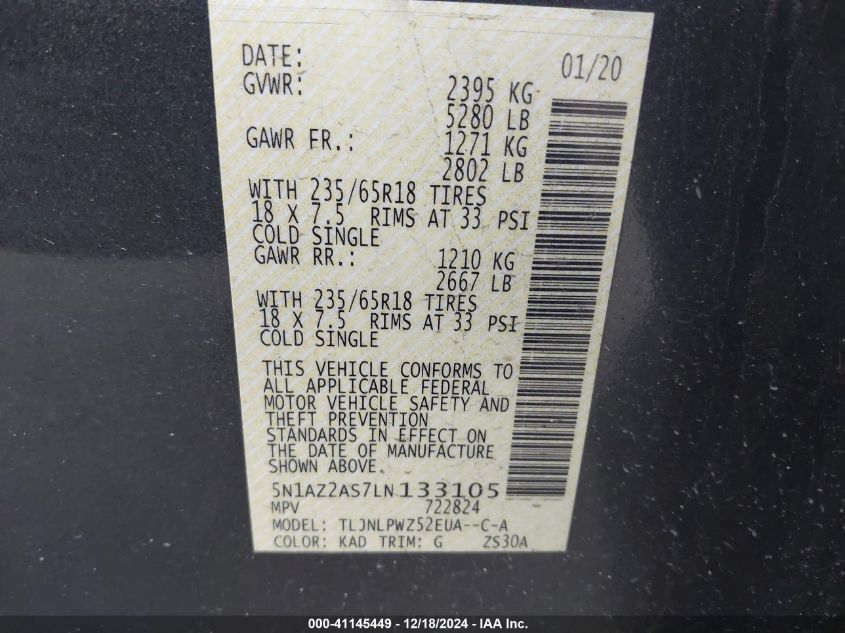 DATE: 01/20
GVWR: 2395 KG
5280 LB
GAWR FR.: 1271 KG
2802 LB
WITH 235/65R18 TIRES
18 X 7.5 RIMS AT 33 PSI
COLD SINGLE
GAWR RR.: 1210 KG
2667 LB
WITH 235/65R18 TIRES
18 X 7.5 RIMS AT 33 PSI
COLD SINGLE
THIS VEHICLE CONFORMS TO
ALL APPLICABLE FEDERAL
MOTOR VEHICLE SAFETY AND
THEFT PREVENTION
STANDARDS IN EFFECT ON
THE DATE OF MANUFACTURE
SHOWN ABOVE.
5N1AZ2AS7LN133105
MPV 722824
MODEL: TLJNLPWZ52EUA--C-A
COLOR: KAD TRIM: G ZS30A
000-41145449 - 12/18/2024 - IAA Inc.